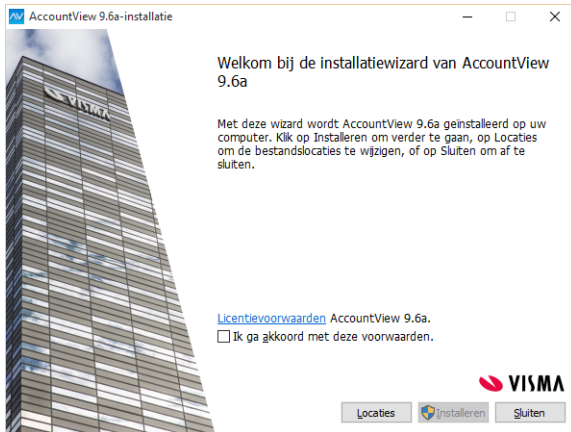 AccountView 9.6a-installatie
VISMA
Welkom bij de installatiewizard van AccountView
9.6a
Met deze wizard wordt AccountView 9.6a geïnstalleerd op uw
computer. Klik op Installeren om verder te gaan, op Locaties
om de bestandslocaties te wijzigen, of op Sluiten om af te
sluiten.
Licentievoorwaarden AccountView 9.6a.
Ik ga akkoord met deze voorwaarden.
VISMA
Locaties Installeren Sluiten